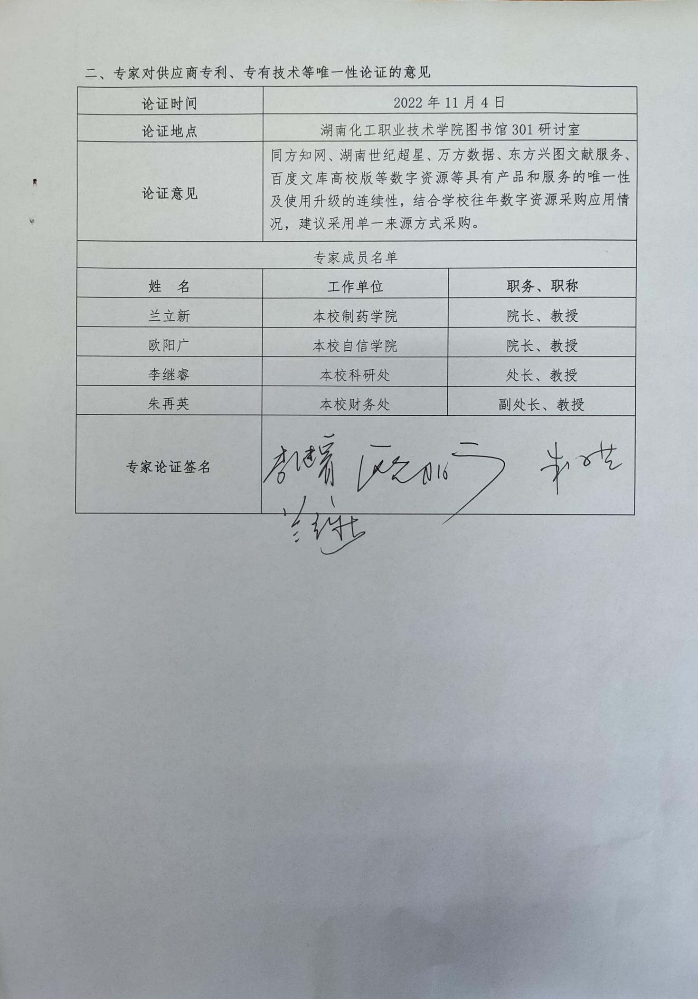 二、专家对供应商专利、专有技术等唯一性论证的意见
论证时间 2022 年 11 月 4 日
论证地点 湖南化工职业技术学院图书馆 301 研讨室
论证意见
同方知网、湖南世纪超星、万方数据、东方兴图文献服务、
百度文库高校版等数字资源等具有产品和服务的唯一性
及使用升级的连续性，结合学校往年数字资源采购应用情
况，建议采用单一来源方式采购。
专家成员名单
姓 名 工作单位 职务、职称
兰立新 本校制药学院 院长、教授
欧阳广 本校自信学院 院长、教授
李继睿 本校科研处 处长、教授
朱再英 本校财务处 副处长、教授
专家论证签名 李继睿 欧阳广 朱再英
兰立新